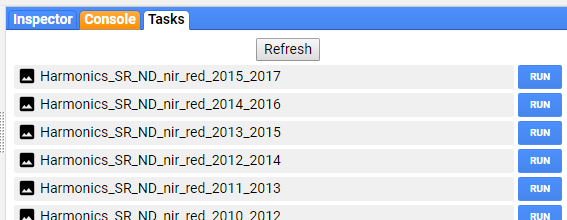 Inspector Console Tasks
Refresh
Harmonics_SR_ND_nir_red_2015_2017 RUN
Harmonics_SR_ND_nir_red_2014_2016 RUN
Harmonics_SR_ND_nir_red_2013_2015 RUN
Harmonics_SR_ND_nir_red_2012_2014 RUN
Harmonics_SR_ND_nir_red_2011_2013 RUN
Harmonics_SR_ND_nir_red_2010_2012 RUN